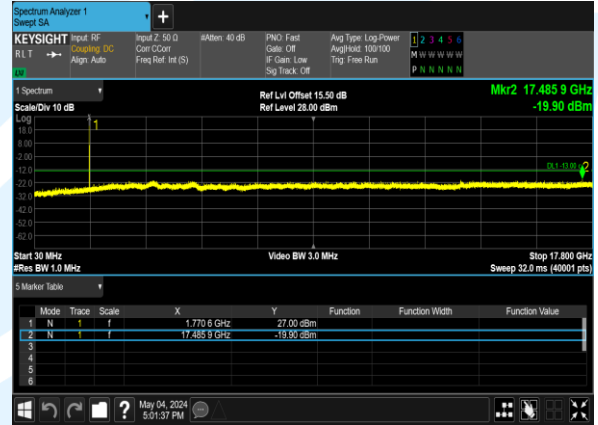 Spectrum Analyzer 1
Swept SA
+
KEYSIGHT Input: RF Input Z: 50 Ω #Atten: 40 dB PNO: Fast Avg Type: Log-Power 1 2 3 4 5 6
RLT Coupling: DC Corr CCorr Gate: Off Avg|Hold: 100/100 M W W W W W
Align: Auto Freq Ref: Int (S) IF Gain: Low Trig: Free Run
Sig Track: Off P N N N N N
1 Spectrum Ref Lvl Offset 15.50 dB Mkr2 17.485 9 GHz
Scale/Div 10 dB Ref Level 28.00 dBm -19.90 dBm
Log
1
18.0
8.00
-2.00
-12.0 DL1 -13.00
-22.0
-32.0
-42.0
-52.0
-62.0
Start 30 MHz Video BW 3.0 MHz Stop 17.800 GHz
#Res BW 1.0 MHz Sweep 32.0 ms (40001 pts)
5 Marker Table
Mode Trace Scale X Y Function Function Width Function Value
1 N 1 f 1.770 6 GHz 27.00 dBm
2 N 1 f 17.485 9 GHz -19.90 dBm
3
4
5
6
? May 04, 2024
5:01:37 PM